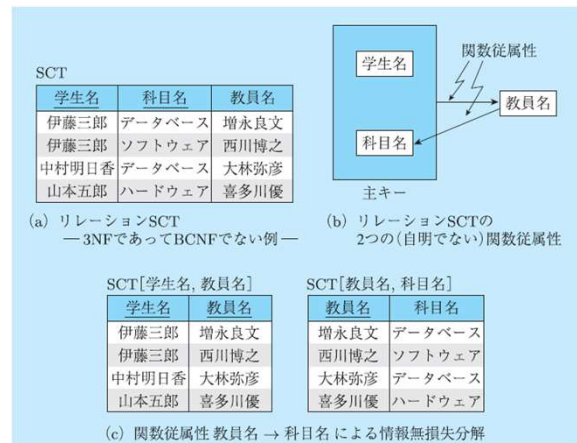 SCT
学生名 科目名 教員名
伊藤三郎 データベース 増永良文
伊藤三郎 ソフトウェア 西川博之
中村明日香 データベース 大林弥彦
山本五郎 ハードウェア 喜多川優
(a) リレーションSCT
— 3NFであってBCNFでない例 —
学生名
科目名
主キー
関数従属性
教員名
(b) リレーションSCTの
2つの(自明でない)関数従属性
SCT[学生名, 教員名]
学生名 教員名
伊藤三郎 増永良文
伊藤三郎 西川博之
中村明日香 大林弥彦
山本五郎 喜多川優
SCT[教員名, 科目名]
教員名 科目名
増永良文 データベース
西川博之 ソフトウェア
大林弥彦 データベース
喜多川優 ハードウェア
(c) 関数従属性 教員名 → 科目名 による情報無損失分解